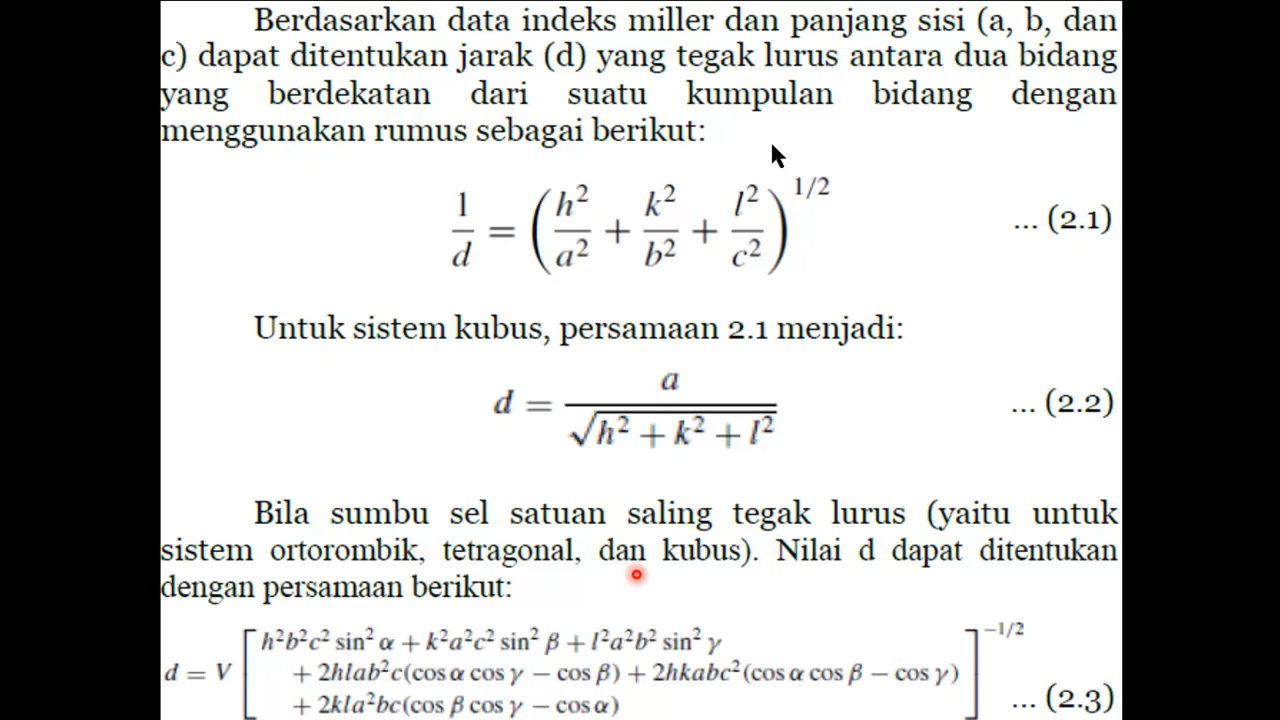 Berdasarkan data indeks miller dan panjang sisi (a, b, dan
c) dapat ditentukan jarak (d) yang tegak lurus antara dua bidang
yang berdekatan dari suatu kumpulan bidang dengan
menggunakan rumus sebagai berikut:
1/d = (h²/a² + k²/b² + l²/c²)^1/2 ... (2.1)
Untuk sistem kubus, persamaan 2.1 menjadi:
d = a/√(h² + k² + l²) ... (2.2)
Bila sumbu sel satuan saling tegak lurus (yaitu untuk
sistem ortorombik, tetragonal, dan kubus). Nilai d dapat ditentukan
dengan persamaan berikut:
d = V [h²b²c² sin² α + k²a²c² sin² β + l²a²b² sin² γ
+ 2hlab²c(cos α cos γ − cos β) + 2hkabc²(cos α cos β − cos γ)
+ 2kla²bc(cos β cos γ − cos α)]^−1/2 ... (2.3)